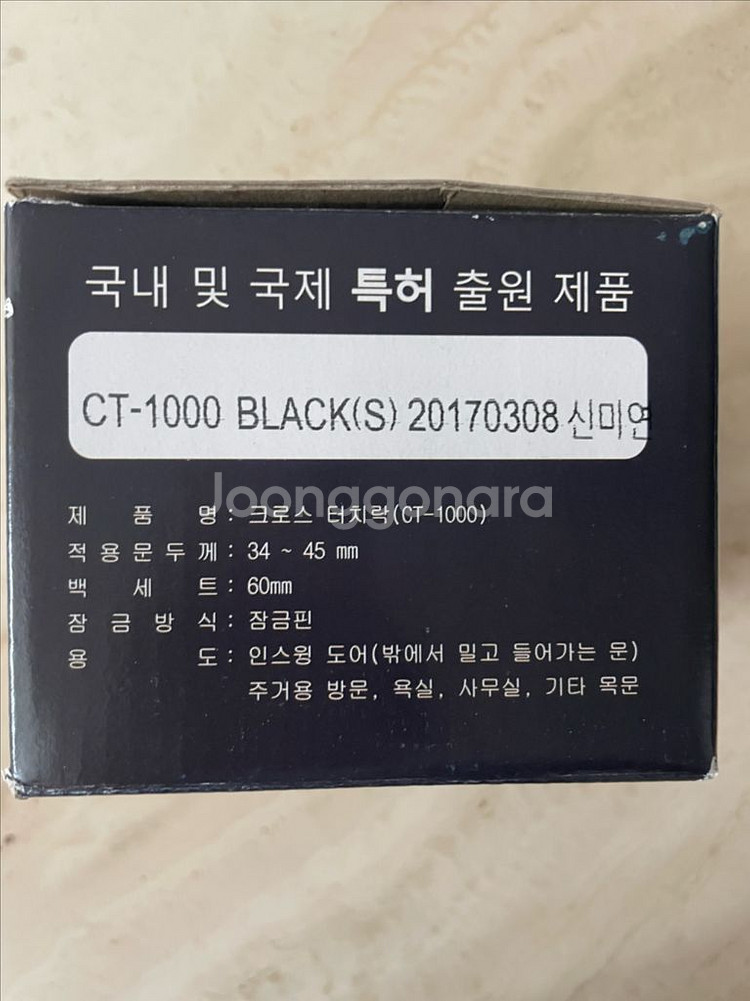 국내 및 국제 특허 출원 제품
CT-1000 BLACK(S) 20170308 신미연
Joonggonara
제 품 명 : 크로스 터치락(CT-1000)
적용문두께 : 34 ~ 45 mm
백 세 트 : 60mm
잠 금 방 식 : 잠금핀
용 도 : 인스윙 도어(밖에서 밀고 들어가는 문)
주거용 방문, 욕실, 사무실, 기타 목문